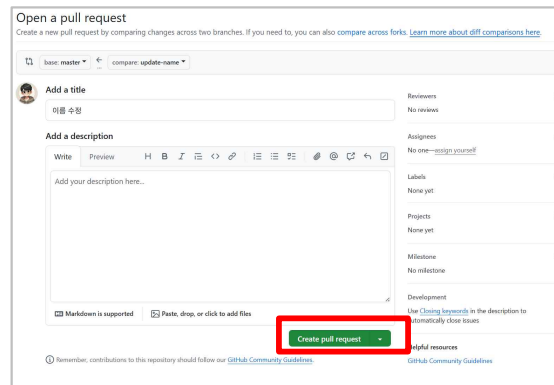 Open a pull request
Create a new pull request by comparing changes across two branches. If you need to, you can also compare across forks. Learn more about diff comparisons here.
base: master
compare: update-name
Add a title
이름 수정
Add a description
Write Preview H B I
Add your description here...
Markdown is supported
Paste, drop, or click to add files
Create pull request
Remember, contributions to this repository should follow our GitHub Community Guidelines.
Reviewers
No reviews
Assignees
No one—assign yourself
Labels
None yet
Projects
None yet
Milestone
No milestone
Development
Use Closing keywords in the description to
automatically close issues
Helpful resources
GitHub Community Guidelines